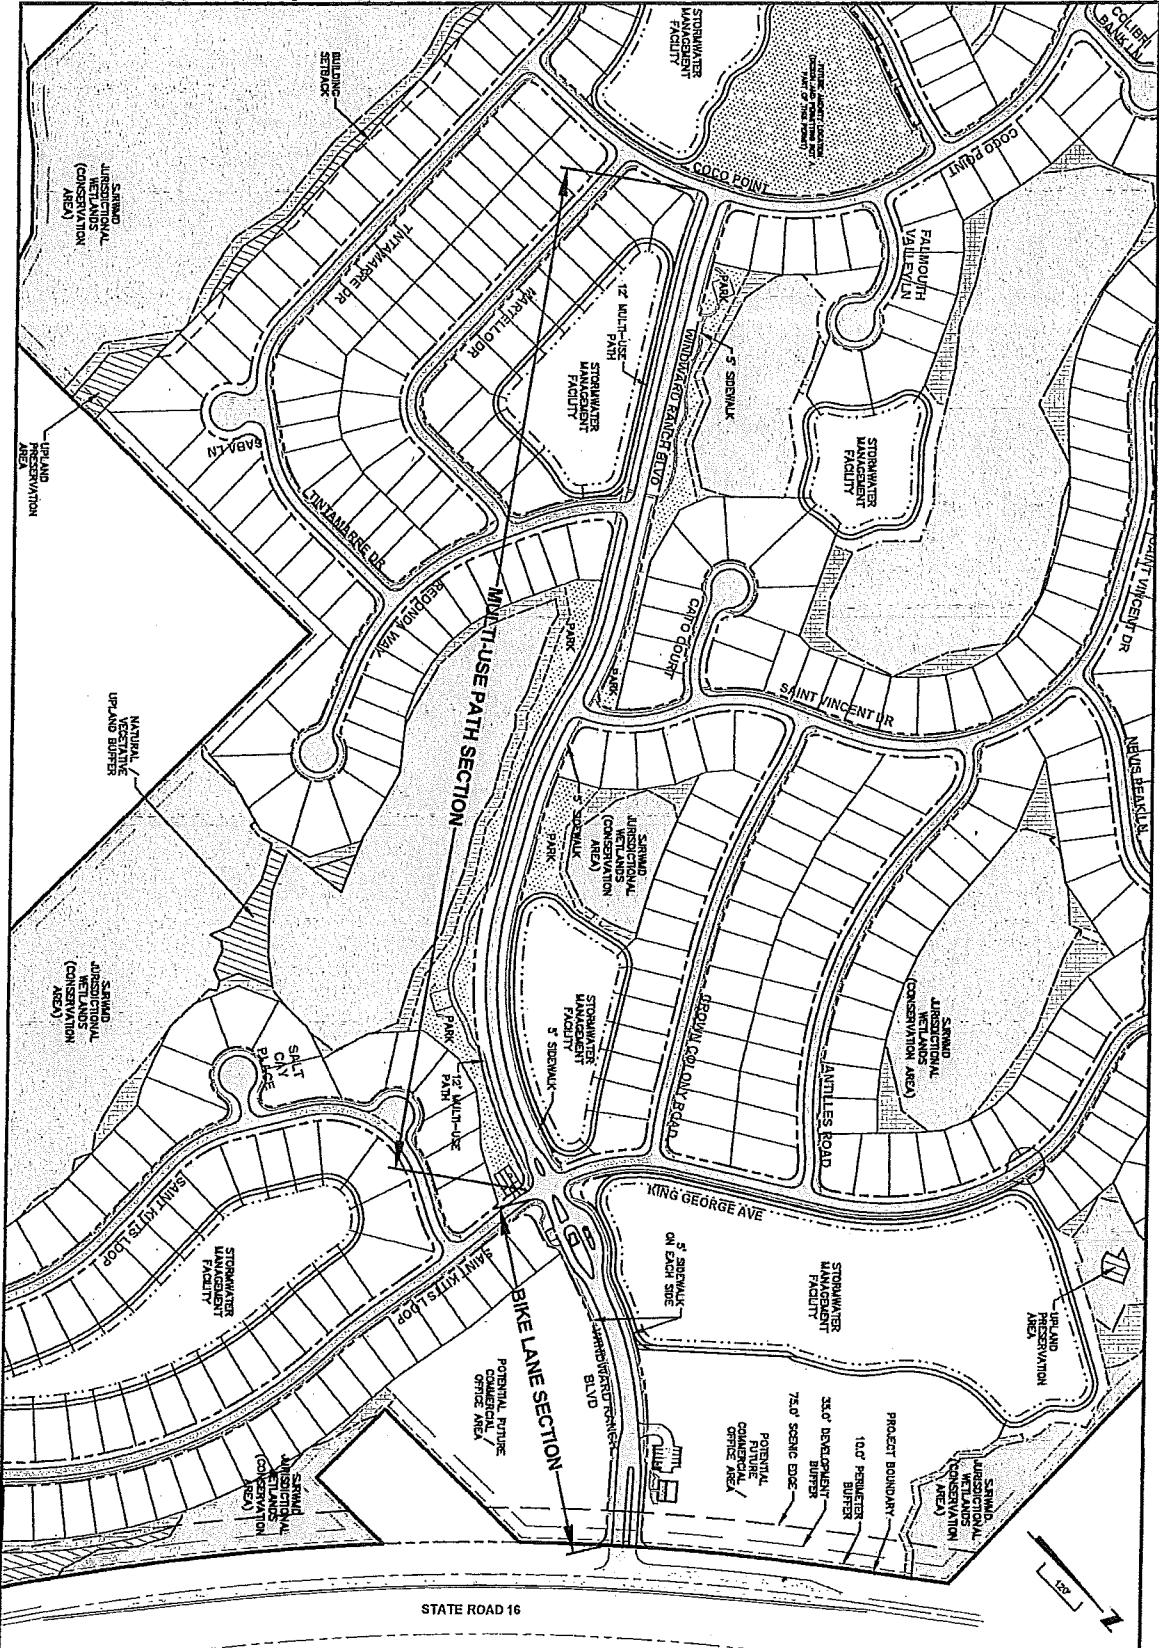 COLIBRI
BANK LN
STORMWATER
MANAGEMENT
FACILITY
BUILDING
SETBACK
COCO POINT
COCO POINT
SJRWMD
JURISDICTIONAL
WETLANDS
(CONSERVATION
AREA)
TINTAMARRE DR
MARTELLO DR
12' MULTI-USE
PATH
STORMWATER
MANAGEMENT
FACILITY
PARK
WINDWARD RANCH BLVD
5' SIDEWALK
FALMOUTH
VALLEY LN
STORMWATER
MANAGEMENT
FACILITY
SABA LN
UPLAND
PRESERVATION
AREA
TINTAMARRE DR
REDONDA WAY
MULTI-USE PATH SECTION
PARK
PARK
CATO COURT
SAINT VINCENT DR
SAINT VINCENT DR
NEVIS PEAK LN
NATURAL /
VEGETATIVE
UPLAND BUFFER
5' SIDEWALK
PARK
SJRWMD
JURISDICTIONAL
WETLANDS
(CONSERVATION
AREA)
SJRWMD
JURISDICTIONAL
WETLANDS
(CONSERVATION AREA)
SJRWMD
JURISDICTIONAL
WETLANDS
(CONSERVATION
AREA)
STORMWATER
MANAGEMENT
FACILITY
5' SIDEWALK
CROWN COLONY ROAD
ANTILLES ROAD
SALT
CAY
PLACE
PARK
12' MULTI-USE
PATH
KING GEORGE AVE
SAINT KITTS LOOP
SAINT KITTS LOOP
STORMWATER
MANAGEMENT
FACILITY
5' SIDEWALK
ON EACH SIDE
STORMWATER
MANAGEMENT
FACILITY
UPLAND
PRESERVATION
AREA
BIKE LANE SECTION
WINDWARD RANCH
BLVD
POTENTIAL FUTURE
COMMERCIAL /
OFFICE AREA
POTENTIAL
FUTURE
COMMERCIAL /
OFFICE AREA
75.0' SCENIC EDGE
35.0' DEVELOPMENT
BUFFER
10.0' PERIMETER
BUFFER
PROJECT BOUNDARY
SJRWMD
JURISDICTIONAL
WETLANDS
(CONSERVATION
AREA)
SJRWMD
JURISDICTIONAL
WETLANDS
(CONSERVATION
AREA)
STATE ROAD 16
120'
Z